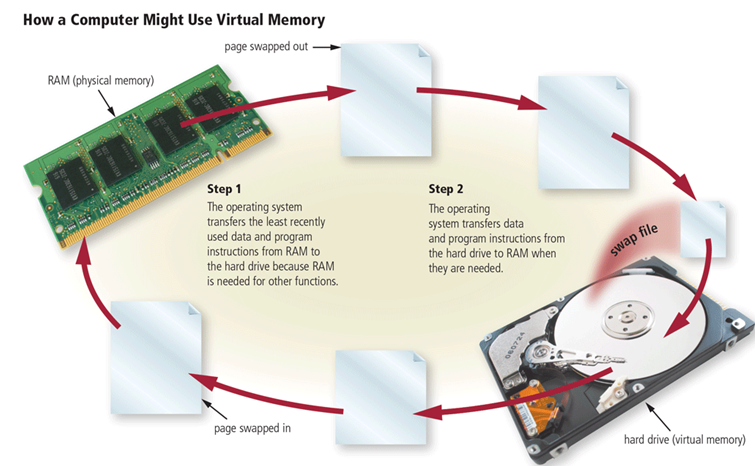 How a Computer Might Use Virtual Memory
page swapped out
RAM (physical memory)
Step 1
The operating system
transfers the least recently
used data and program
instructions from RAM to
the hard drive because RAM
is needed for other functions.
Step 2
The operating
system transfers data
and program instructions from
the hard drive to RAM when
they are needed.
swap file
080724
page swapped in
hard drive (virtual memory)